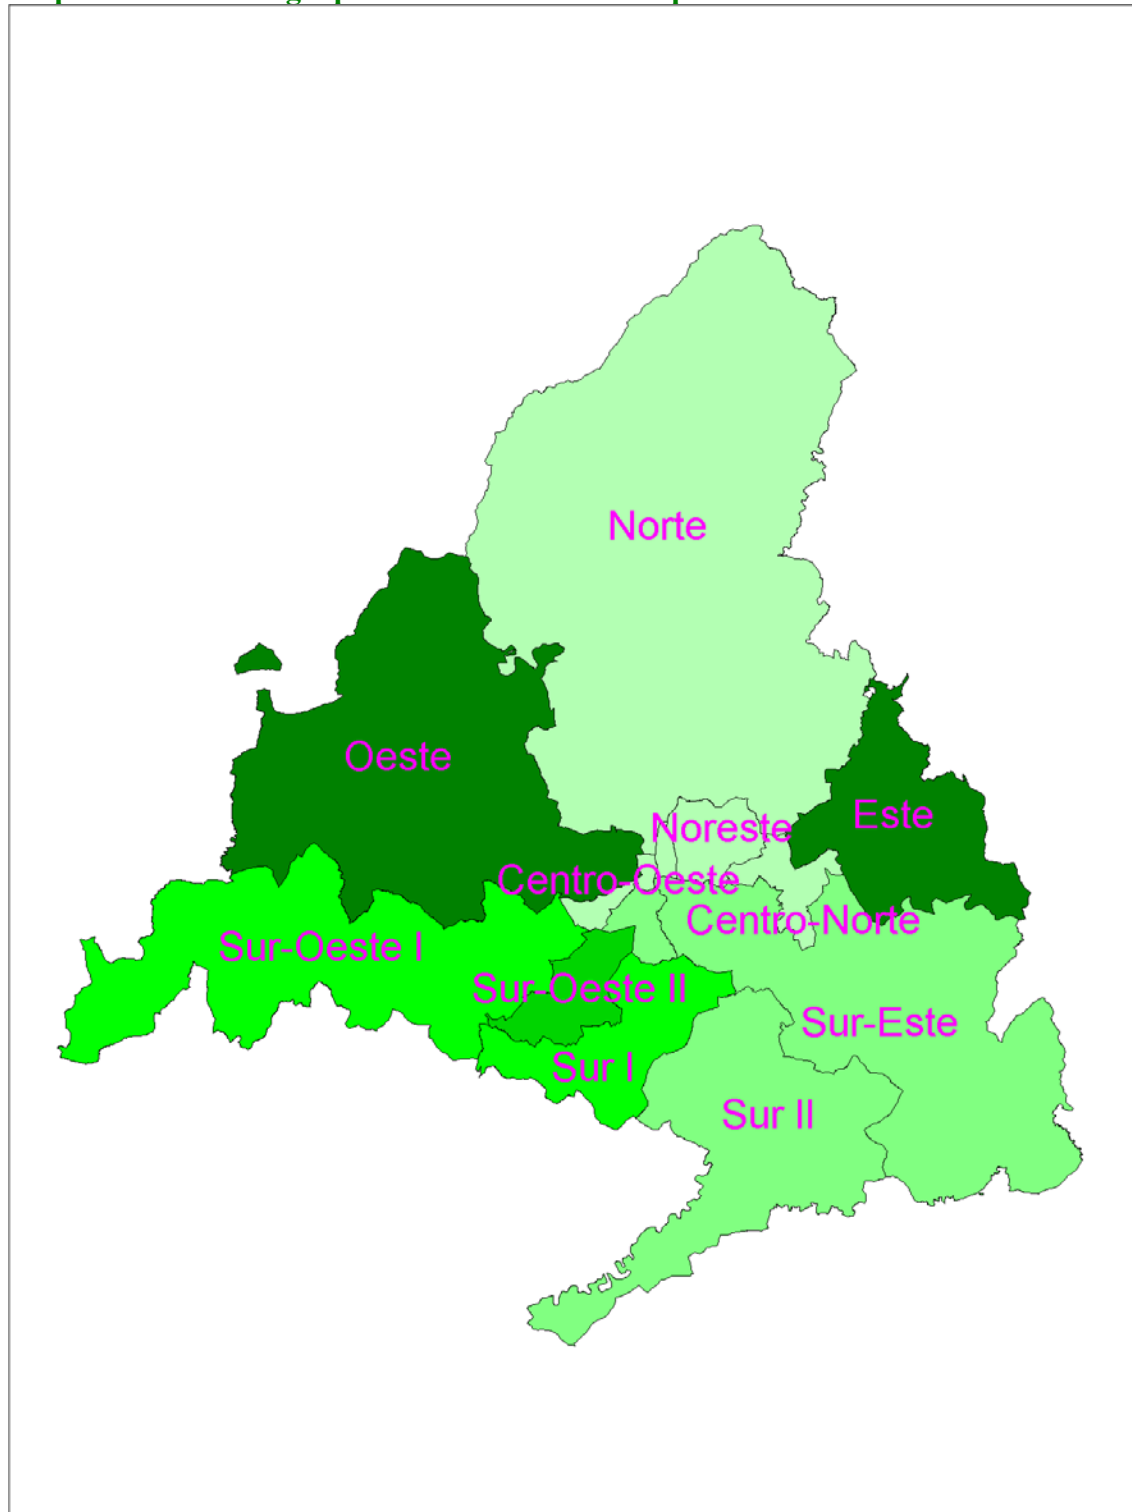 Norte
Oeste
Este
Noreste
Centro-Oeste
Centro-Norte
Sur-Oeste I
Sur-Oeste II
Sur-Este
Sur I
Sur II